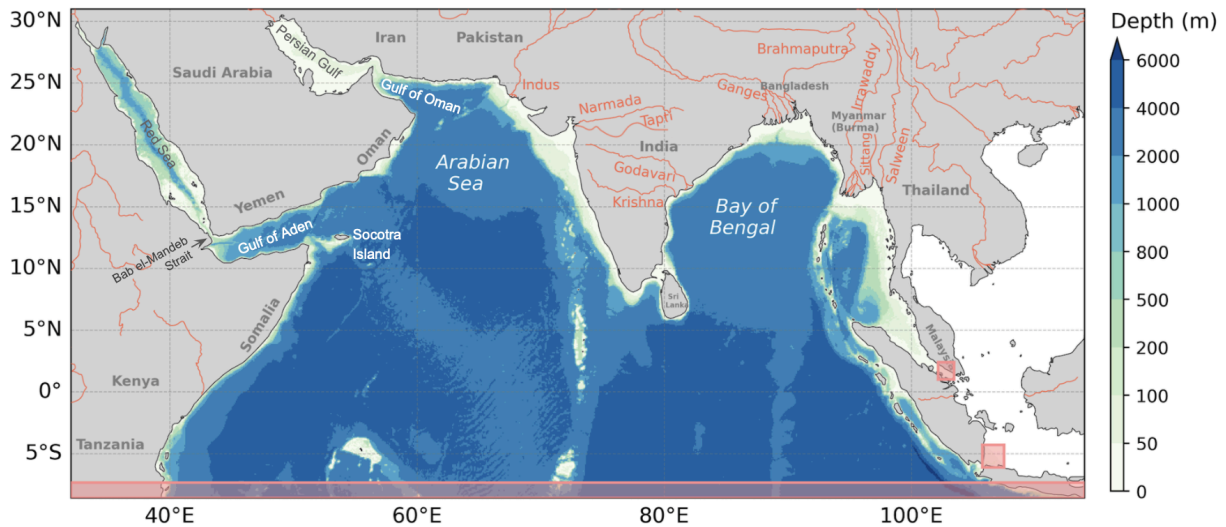 30°N
25°N
20°N
15°N
10°N
5°N
0°
5°S
40°E
60°E
80°E
100°E
Iran
Pakistan
Persian Gulf
Saudi Arabia
Brahmaputra
Bangladesh
Indus
Ganges
Irrawaddy
Gulf of Oman
Narmada
Tapri
Myanmar
(Burma)
Sittang
Salween
Red Sea
Oman
India
Arabian
Sea
Godavari
Krishna
Thailand
Yemen
Bay of
Bengal
Gulf of Aden
Socotra
Island
Bab el-Mandeb
Strait
Sri
Lanka
Somalia
Malays
Kenya
Tanzania
Depth (m)
6000
4000
2000
1000
800
500
200
100
50
0